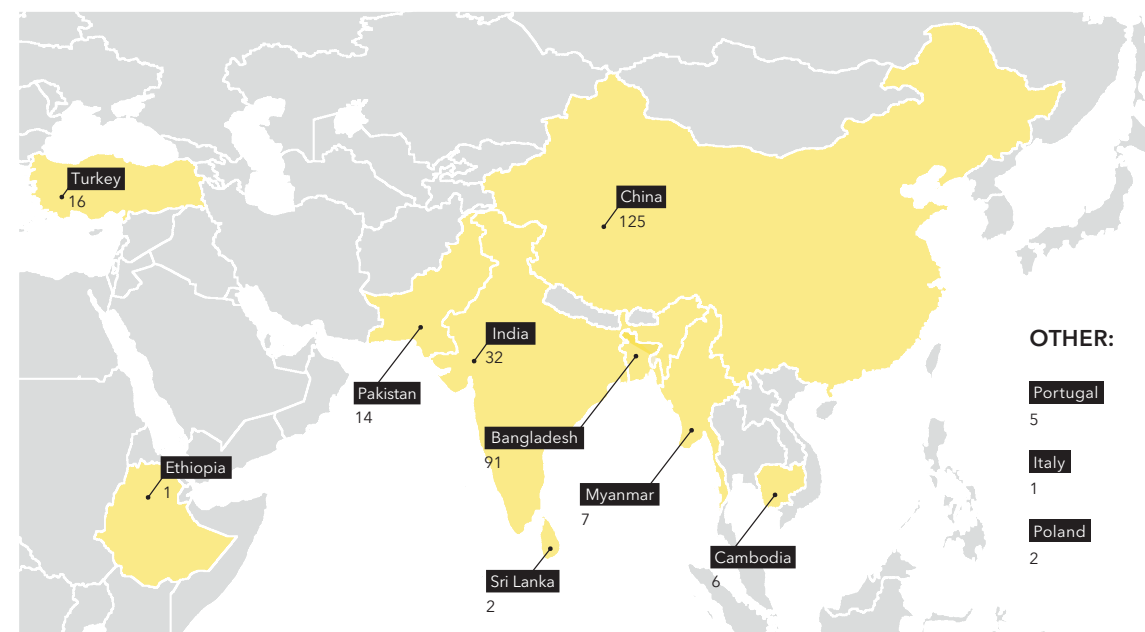 Turkey
16
China
125
India
32
Pakistan
14
Bangladesh
91
Ethiopia
1
Myanmar
7
Cambodia
6
Sri Lanka
2
OTHER:
Portugal
5
Italy
1
Poland
2